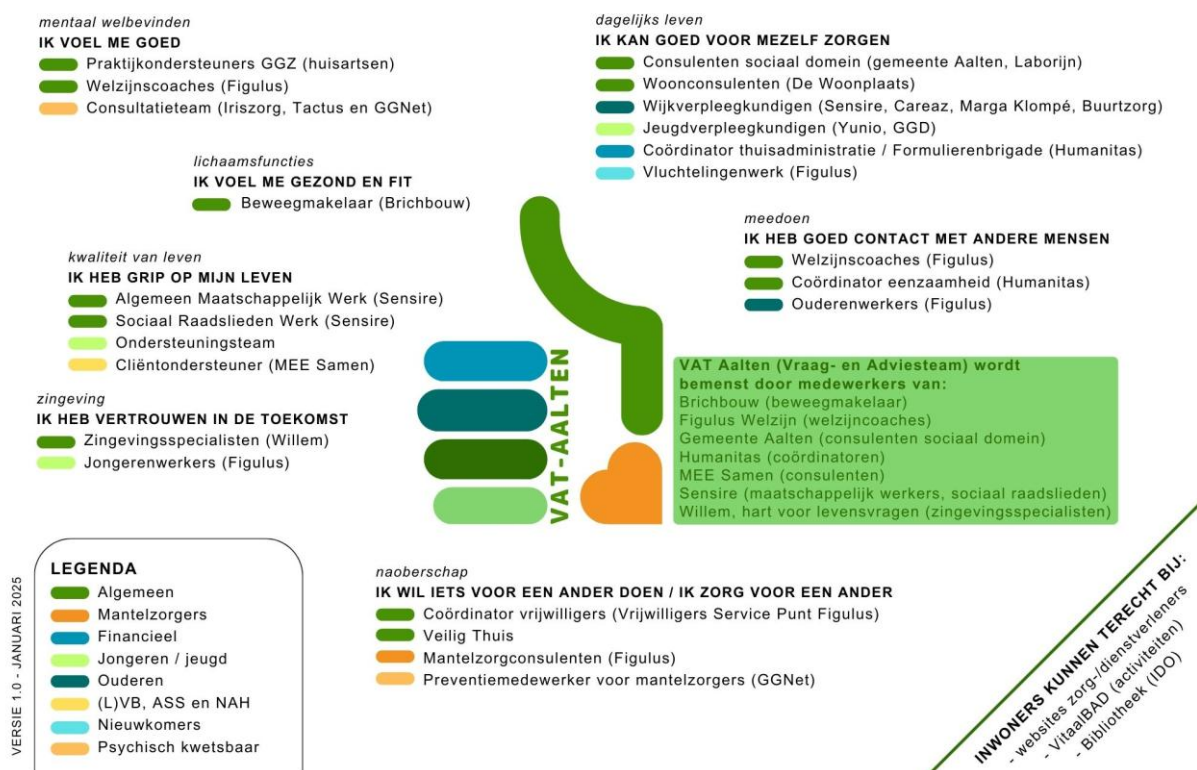 mentaal welbevinden
IK VOEL ME GOED
Praktijkondersteuners GGZ (huisartsen)
Welzijnscoaches (Figulus)
Consultatieteam (Iriszorg, Tactus en GGNet)
dagelijks leven
IK KAN GOED VOOR MEZELF ZORGEN
Consulenten sociaal domein (gemeente Aalten, Laborijn)
Woonconsulenten (De Woonplaats)
Wijkverpleegkundigen (Sensire, Careaz, Marga Klompé, Buurtzorg)
Jeugdverpleegkundigen (Yunio, GGD)
Coördinator thuisadministratie / Formulierenbrigade (Humanitas)
Vluchtelingenwerk (Figulus)
lichaamsfuncties
IK VOEL ME GEZOND EN FIT
Beweegmakelaar (Brichbouw)
meedoen
IK HEB GOED CONTACT MET ANDERE MENSEN
Welzijnscoaches (Figulus)
Coördinator eenzaamheid (Humanitas)
Ouderenwerkers (Figulus)
kwaliteit van leven
IK HEB GRIP OP MIJN LEVEN
Algemeen Maatschappelijk Werk (Sensire)
Sociaal Raadslieden Werk (Sensire)
Ondersteuningsteam
Cliëntondersteuner (MEE Samen)
zingeving
IK HEB VERTROUWEN IN DE TOEKOMST
Zingevingsspecialisten (Willem)
Jongerenwerkers (Figulus)
VAT-AALTEN
VAT Aalten (Vraag- en Adviesteam) wordt
bemenst door medewerkers van:
Brichbouw (beweegmakelaar)
Figulus Welzijn (welzijncoaches)
Gemeente Aalten (consulenten sociaal domein)
Humanitas (coördinatoren)
MEE Samen (consulenten)
Sensire (maatschappelijk werkers, sociaal raadslieden)
Willem, hart voor levensvragen (zingevingsspecialisten)
LEGENDA
Algemeen
Mantelzorgers
Financieel
Jongeren / jeugd
Ouderen
(L)VB, ASS en NAH
Nieuwkomers
Psychisch kwetsbaar
VERSIE 1.0 - JANUARI 2025
naoberschap
IK WIL IETS VOOR EEN ANDER DOEN / IK ZORG VOOR EEN ANDER
Coördinator vrijwilligers (Vrijwilligers Service Punt Figulus)
Veilig Thuis
Mantelzorgconsulenten (Figulus)
Preventiemedewerker voor mantelzorgers (GGNet)
INWONERS KUNNEN TERECHT BIJ:
- websites zorg-/dienstverleners
- VitaalBAD (activiteiten)
- Bibliotheek (IDO)